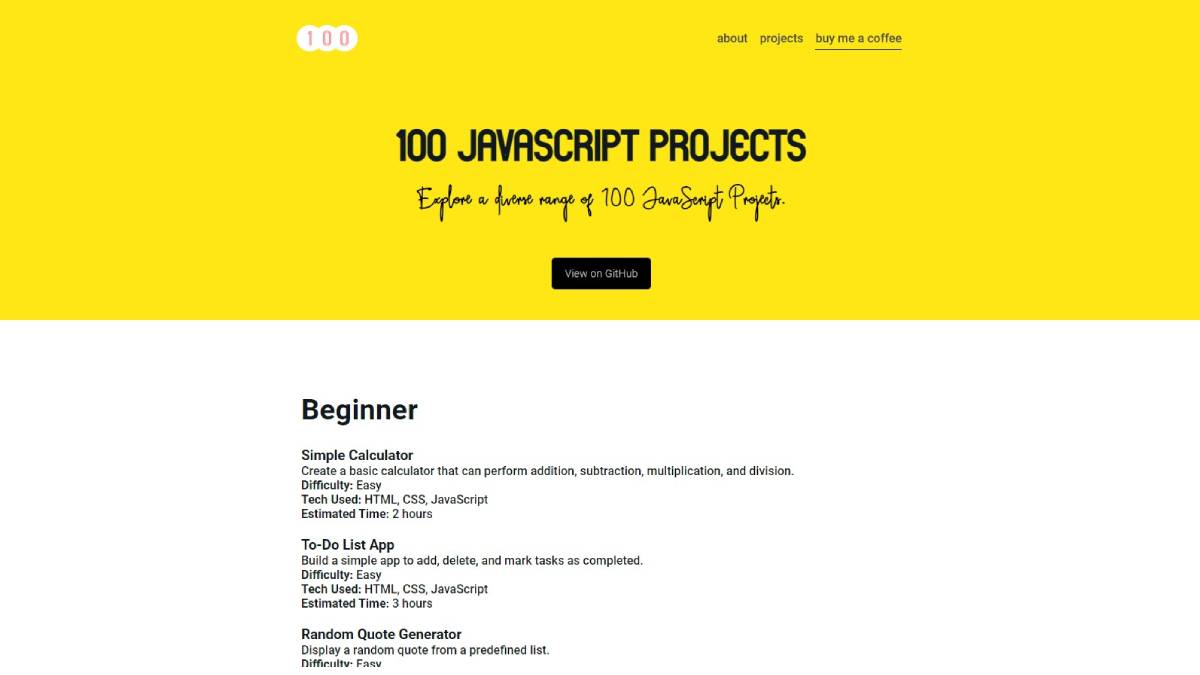 100
about projects buy me a coffee
100 JAVASCRIPT PROJECTS
Explore a diverse range of 100 JavaScript Projects.
View on GitHub
Beginner
Simple Calculator
Create a basic calculator that can perform addition, subtraction, multiplication, and division.
Difficulty: Easy
Tech Used: HTML, CSS, JavaScript
Estimated Time: 2 hours
To-Do List App
Build a simple app to add, delete, and mark tasks as completed.
Difficulty: Easy
Tech Used: HTML, CSS, JavaScript
Estimated Time: 3 hours
Random Quote Generator
Display a random quote from a predefined list.
Difficulty: Easy